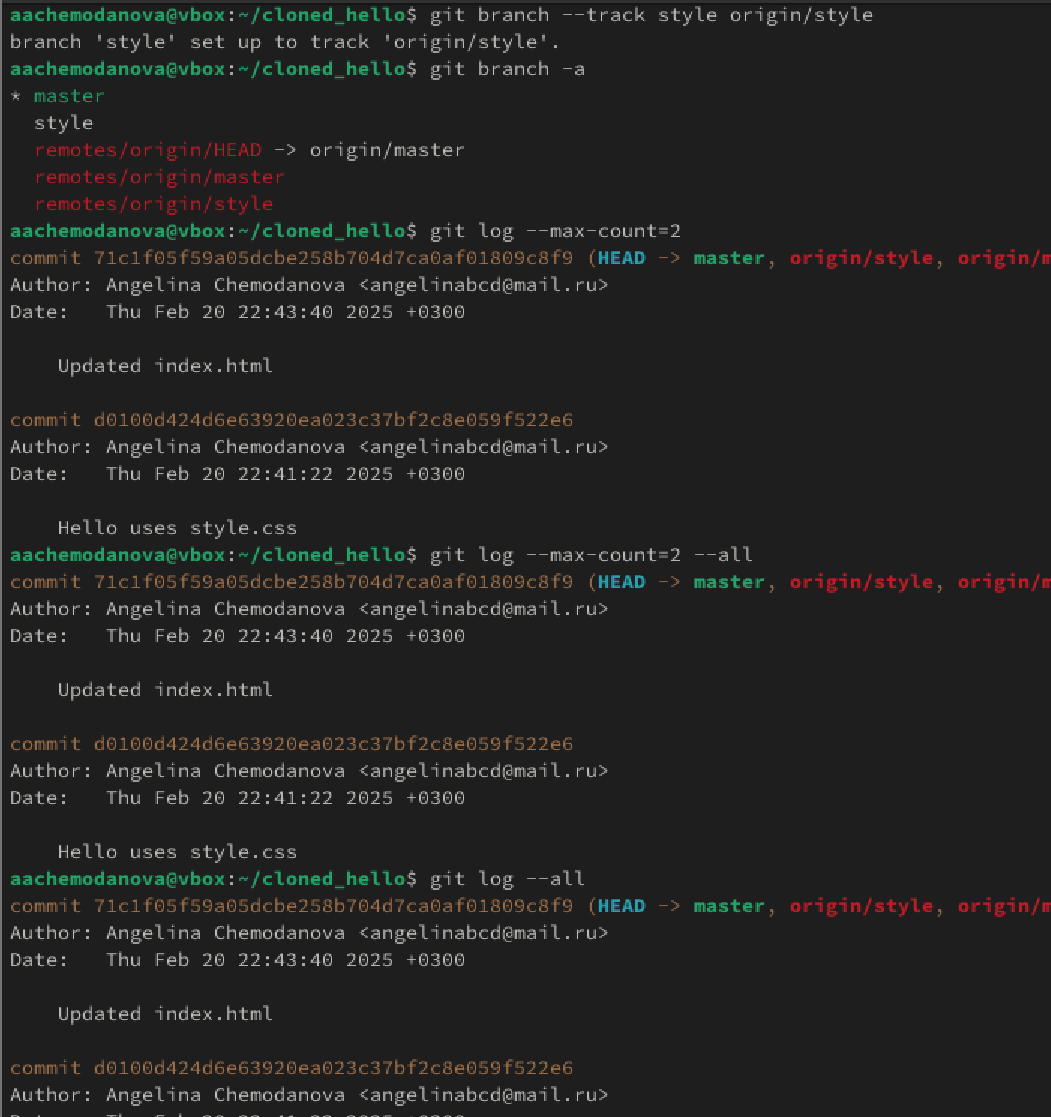 aachemodanova@vbox:~/cloned_hello$ git branch --track style origin/style
branch 'style' set up to track 'origin/style'.
aachemodanova@vbox:~/cloned_hello$ git branch -a
* master
  style
  remotes/origin/HEAD -> origin/master
  remotes/origin/master
  remotes/origin/style
aachemodanova@vbox:~/cloned_hello$ git log --max-count=2
commit 71c1f05f59a05dcbe258b704d7ca0af01809c8f9 (HEAD -> master, origin/style, origin/m
Author: Angelina Chemodanova <angelinabcd@mail.ru>
Date:   Thu Feb 20 22:43:40 2025 +0300

    Updated index.html

commit d0100d424d6e63920ea023c37bf2c8e059f522e6
Author: Angelina Chemodanova <angelinabcd@mail.ru>
Date:   Thu Feb 20 22:41:22 2025 +0300

    Hello uses style.css
aachemodanova@vbox:~/cloned_hello$ git log --max-count=2 --all
commit 71c1f05f59a05dcbe258b704d7ca0af01809c8f9 (HEAD -> master, origin/style, origin/m
Author: Angelina Chemodanova <angelinabcd@mail.ru>
Date:   Thu Feb 20 22:43:40 2025 +0300

    Updated index.html

commit d0100d424d6e63920ea023c37bf2c8e059f522e6
Author: Angelina Chemodanova <angelinabcd@mail.ru>
Date:   Thu Feb 20 22:41:22 2025 +0300

    Hello uses style.css
aachemodanova@vbox:~/cloned_hello$ git log --all
commit 71c1f05f59a05dcbe258b704d7ca0af01809c8f9 (HEAD -> master, origin/style, origin/m
Author: Angelina Chemodanova <angelinabcd@mail.ru>
Date:   Thu Feb 20 22:43:40 2025 +0300

    Updated index.html

commit d0100d424d6e63920ea023c37bf2c8e059f522e6
Author: Angelina Chemodanova <angelinabcd@mail.ru>